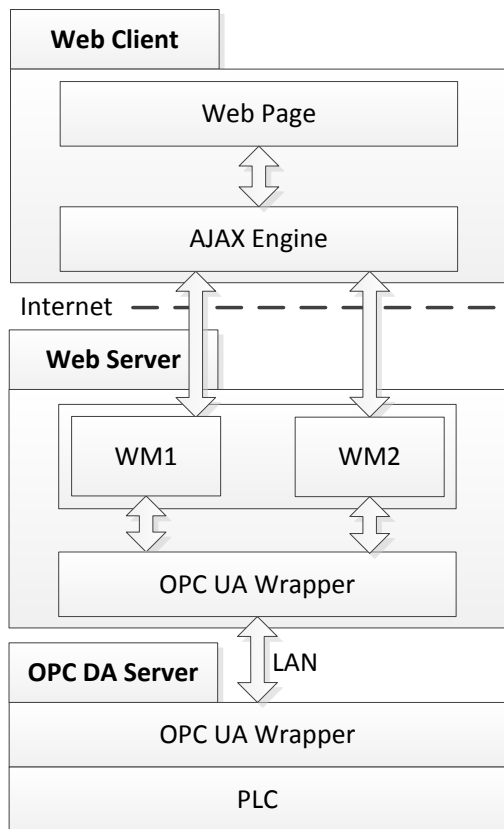 Web Client
Web Page
AJAX Engine
Internet
Web Server
WM1 WM2
OPC UA Wrapper
LAN
OPC DA Server
OPC UA Wrapper
PLC